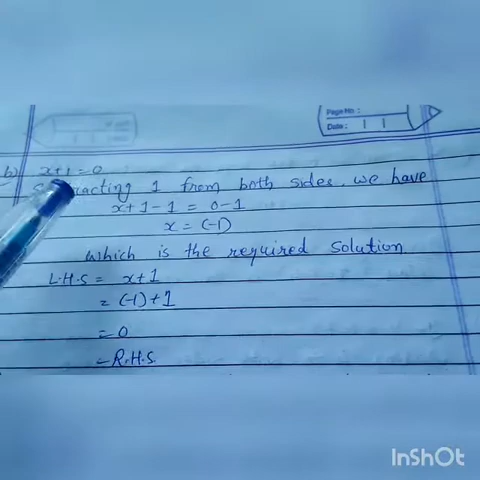 Page No. :
Date :
b) x+1=0
Subtracting 1 from both sides, we have
x+1-1 = 0-1
x = (-1)
which is the required solution
L.H.S = x+1
= (-1)+1
= 0
= R.H.S.
InShOt